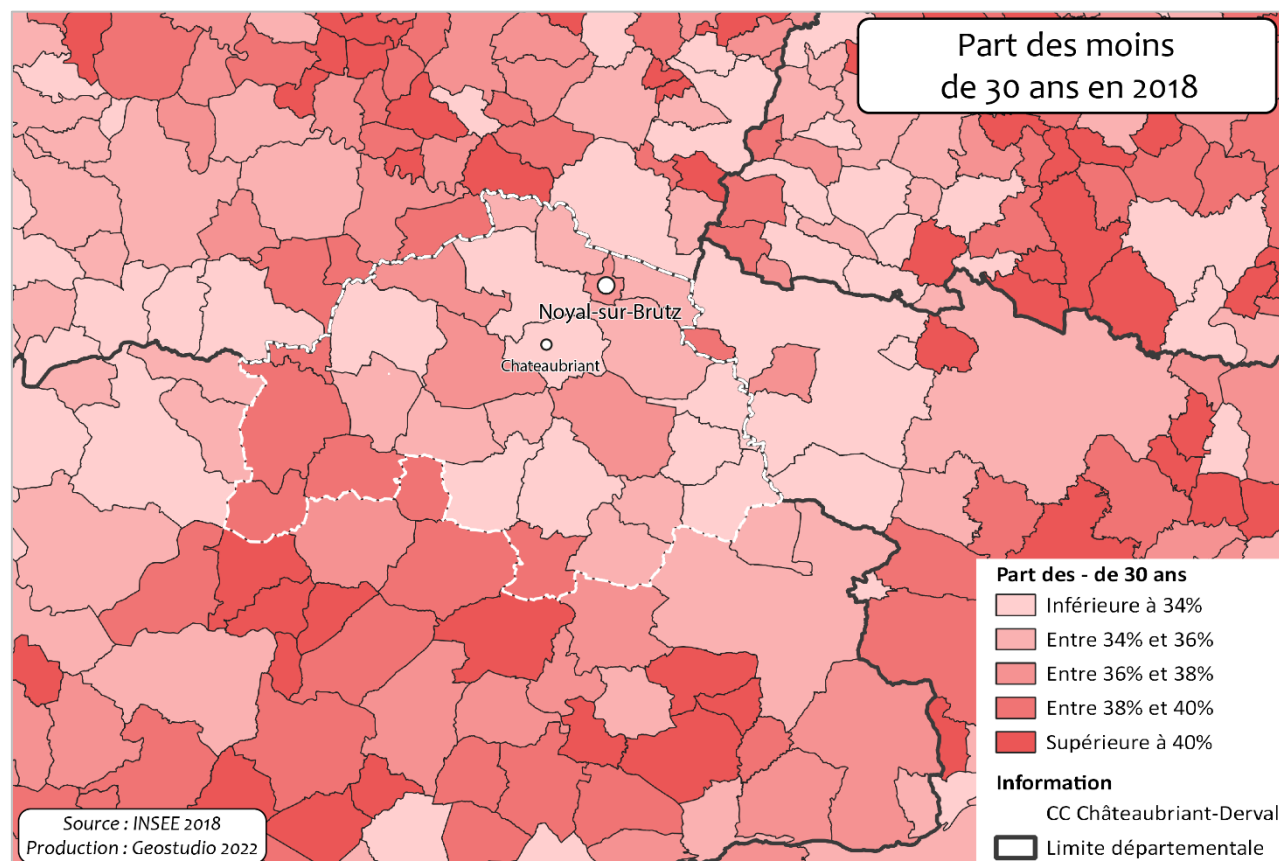 Part des moins
de 30 ans en 2018
Noyal-sur-Brutz
Chateaubriant
Part des - de 30 ans
Inférieure à 34%
Entre 34% et 36%
Entre 36% et 38%
Entre 38% et 40%
Supérieure à 40%
Information
CC Châteaubriant-Derval
Limite départementale
Source : INSEE 2018
Production : Geostudio 2022